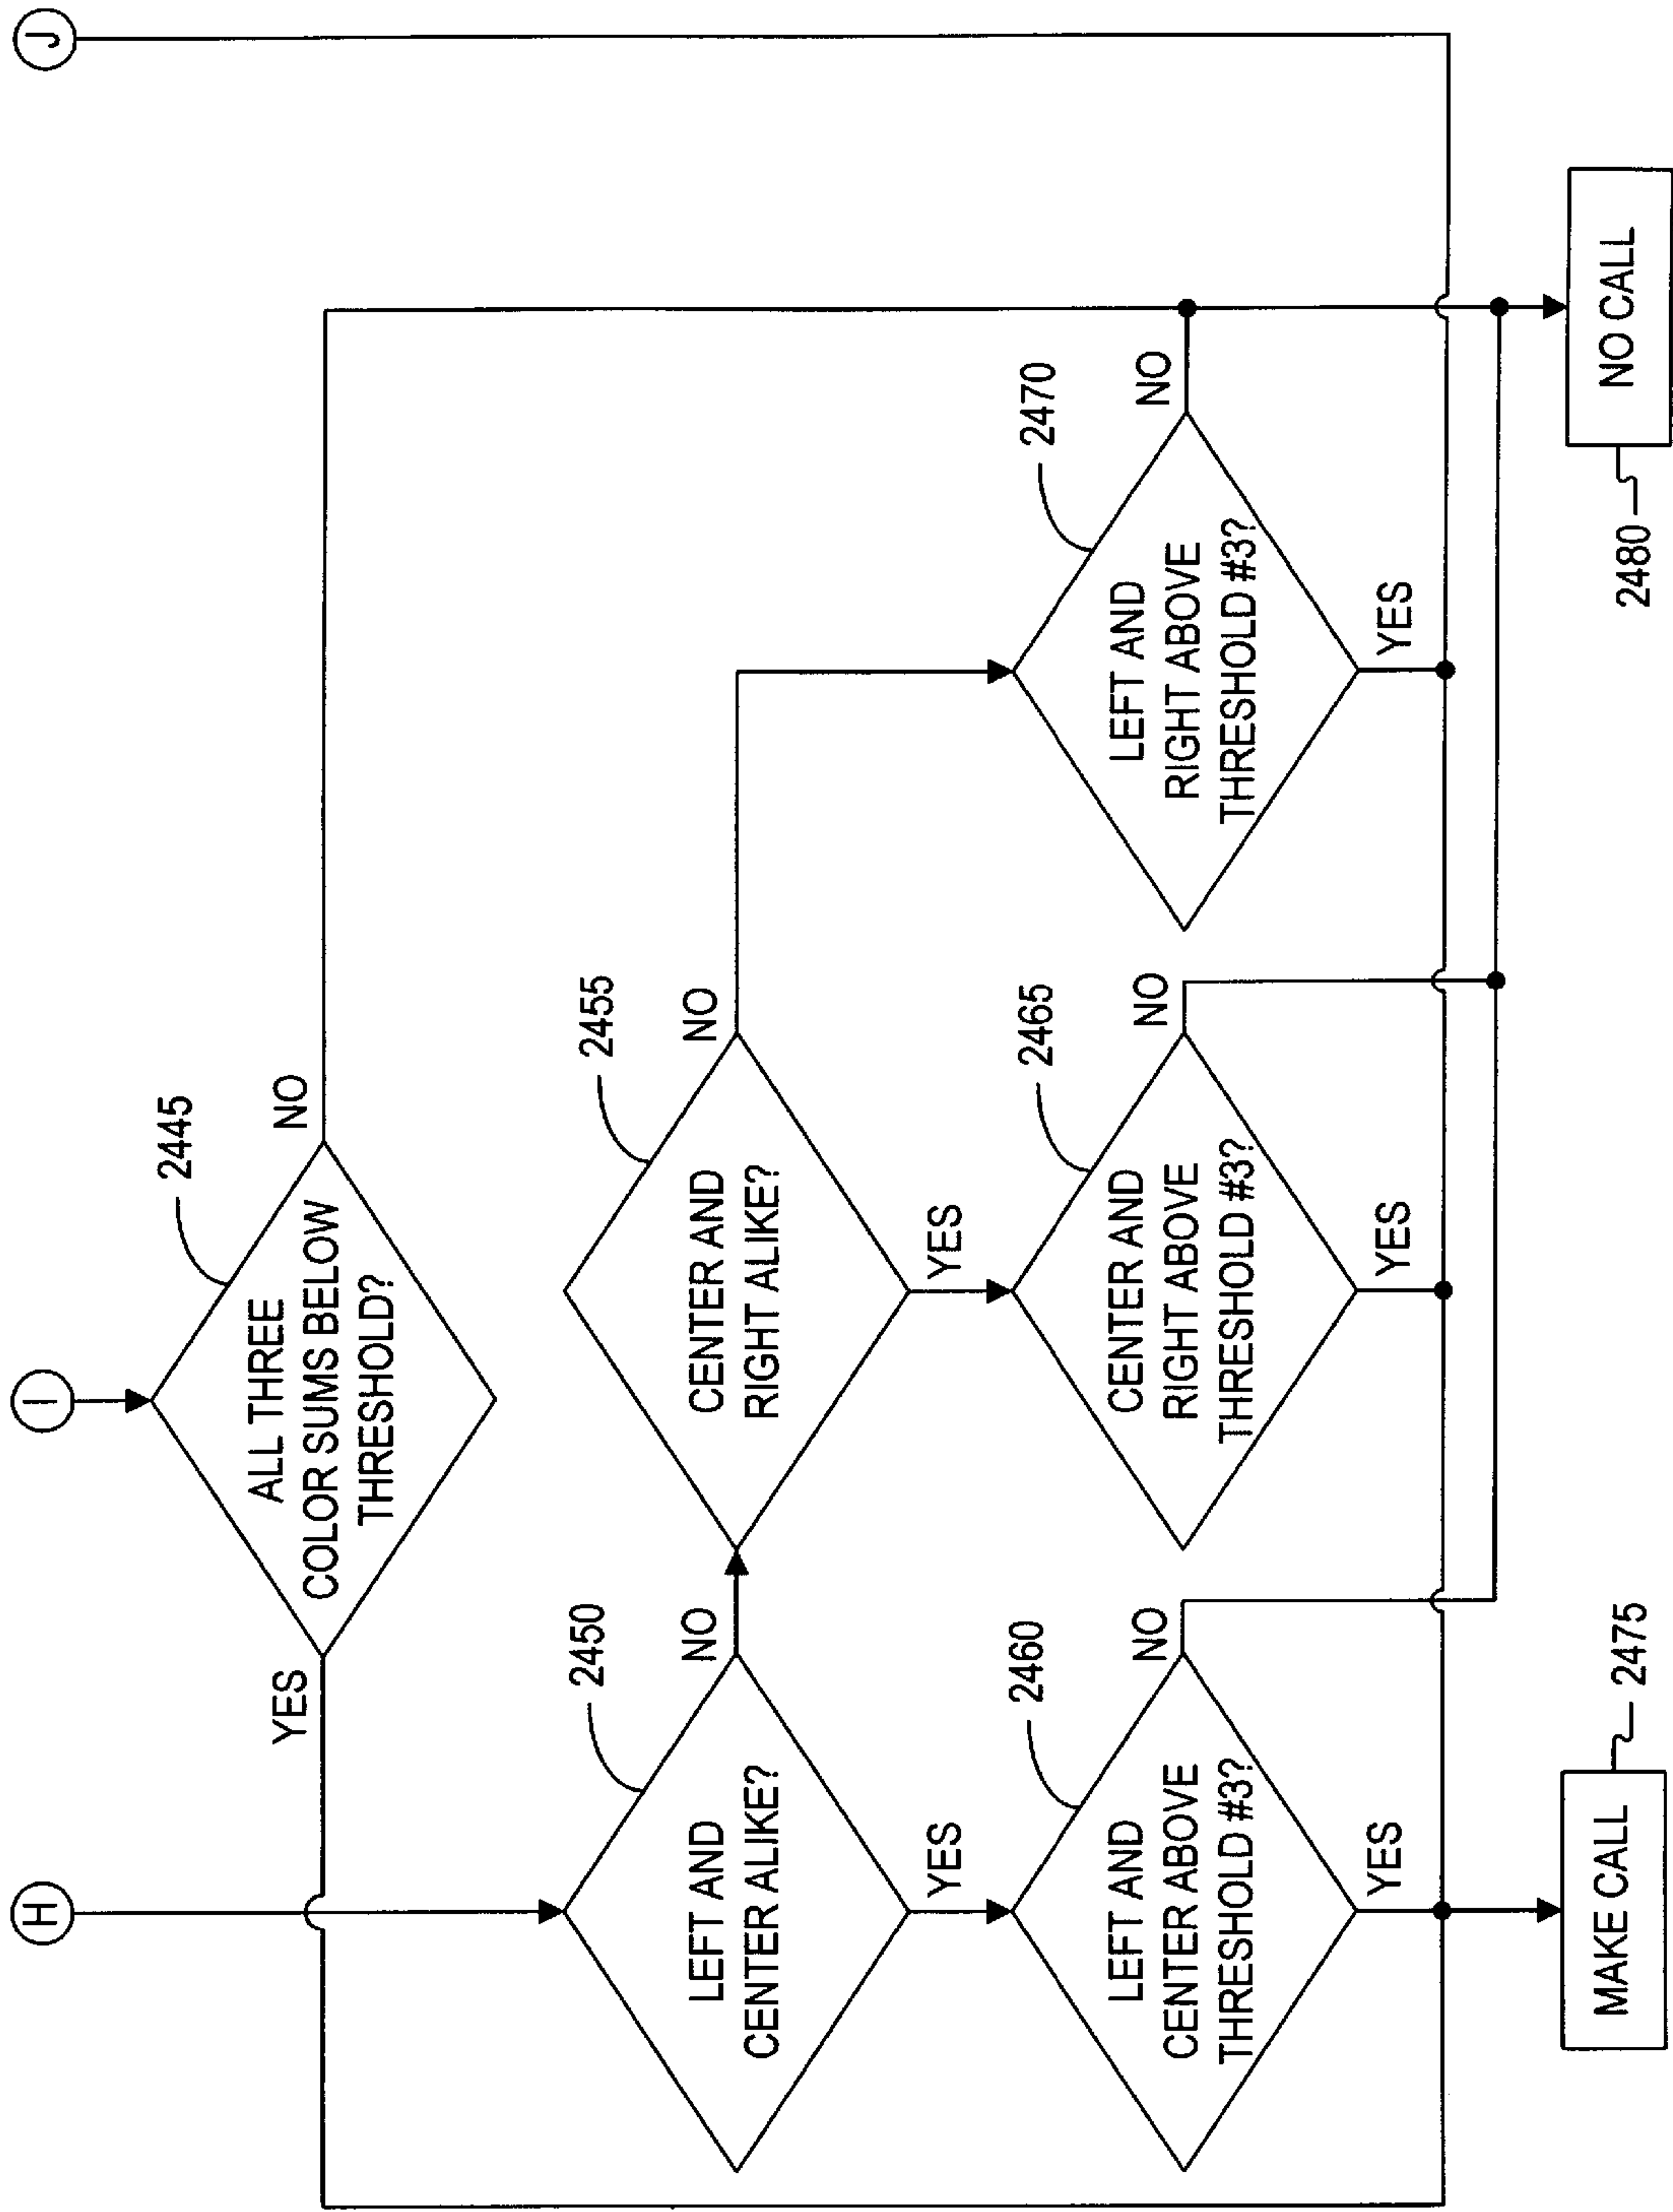 H
I
J
2445
ALL THREE
COLOR SUMS BELOW
THRESHOLD?
YES
NO
2450
LEFT AND
CENTER ALIKE?
NO
YES
2455
CENTER AND
RIGHT ALIKE?
NO
YES
2460
LEFT AND
CENTER ABOVE
THRESHOLD #3?
NO
YES
2465
CENTER AND
RIGHT ABOVE
THRESHOLD #3?
NO
YES
2470
LEFT AND
RIGHT ABOVE
THRESHOLD #3?
NO
YES
MAKE CALL
2475
2480
NO CALL